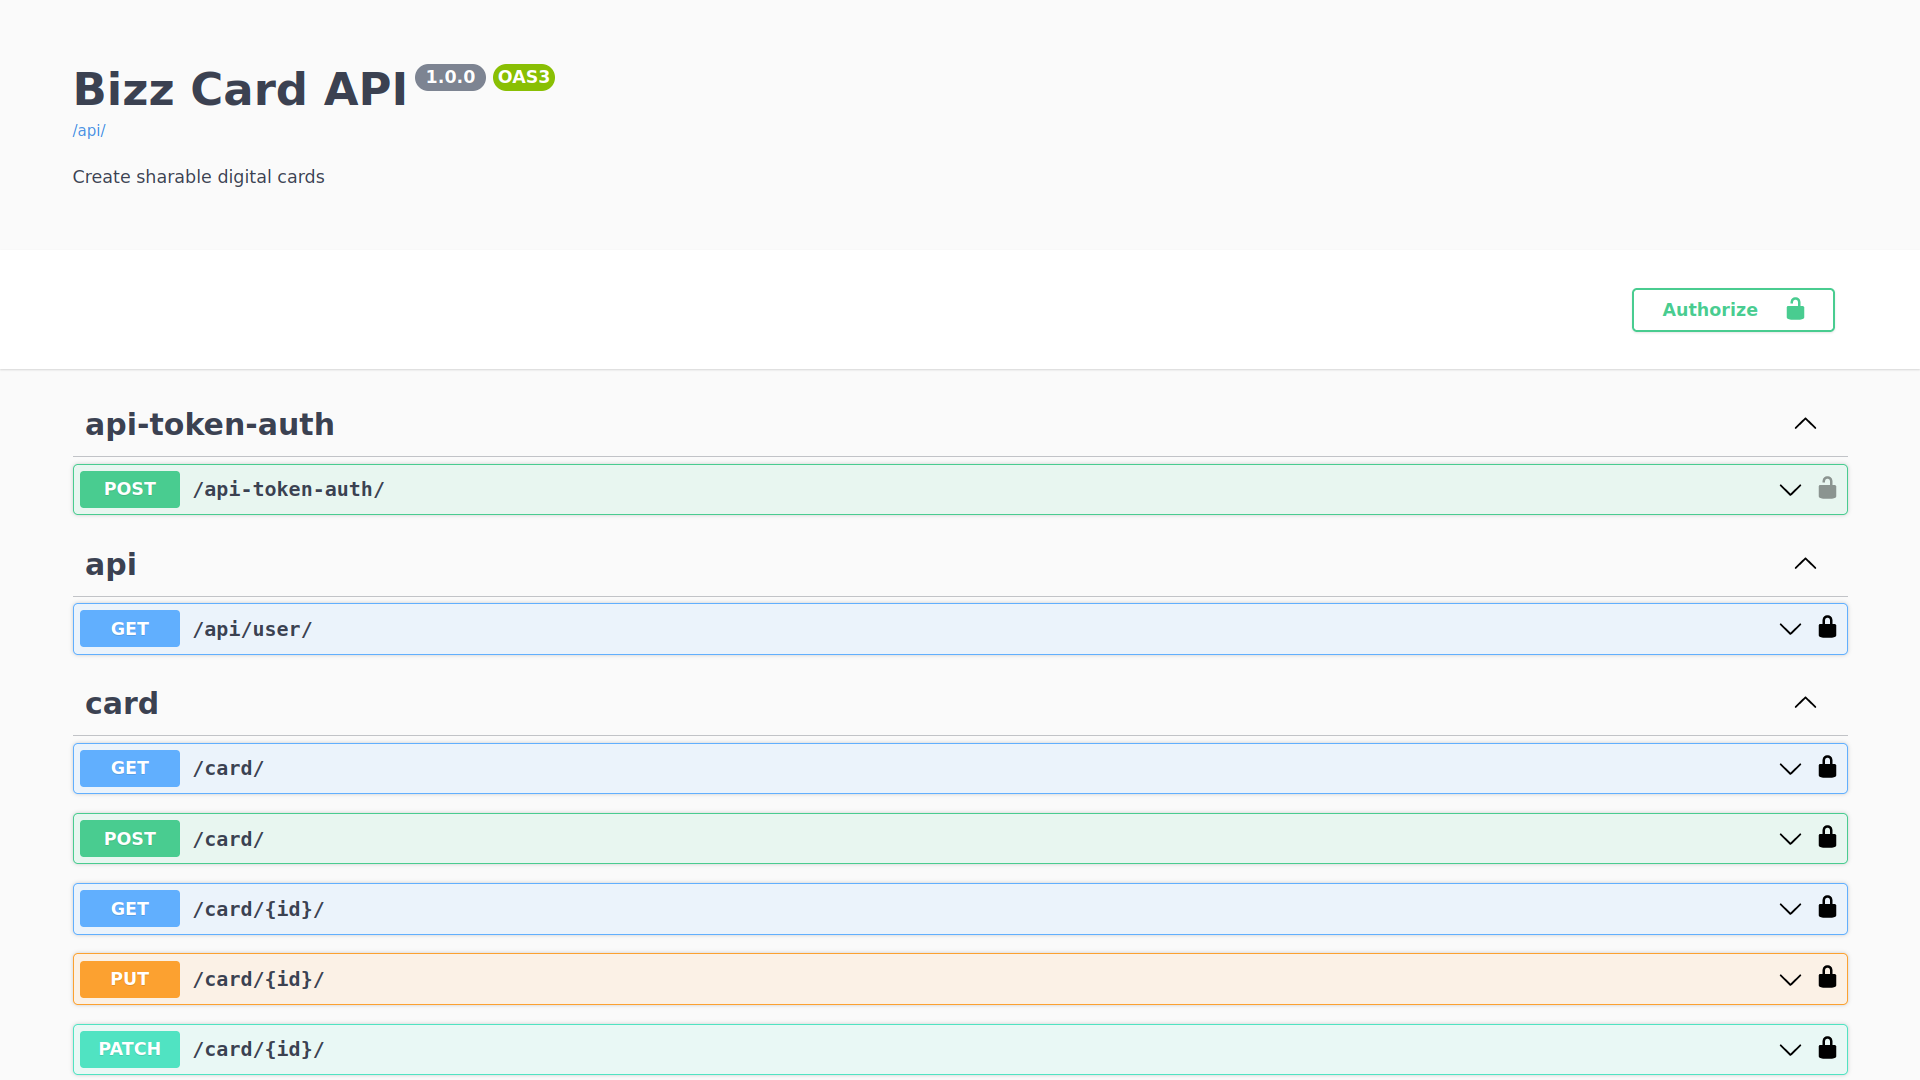 Bizz Card API 1.0.0 OAS3
/api/
Create sharable digital cards
Authorize
api-token-auth
POST /api-token-auth/
api
GET /api/user/
card
GET /card/
POST /card/
GET /card/{id}/
PUT /card/{id}/
PATCH /card/{id}/